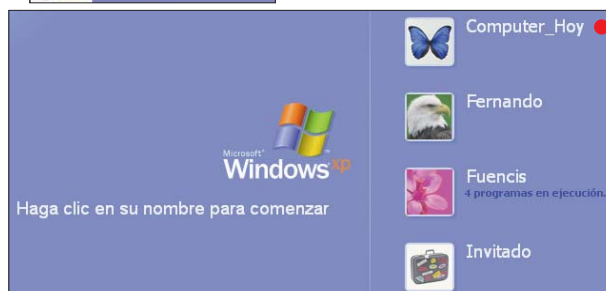 Computer_Hoy
Fernando
Microsoft
Windows xp
Fuencis
4 programas en ejecución.
Haga clic en su nombre para comenzar
Invitado